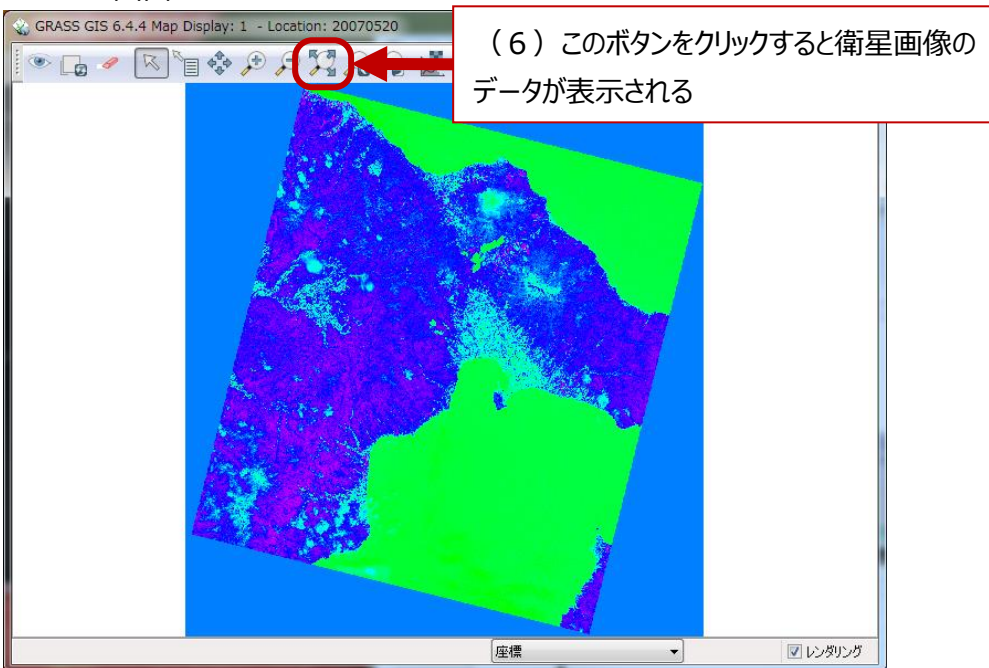 GRASS GIS 6.4.4 Map Display: 1 - Location: 20070520
（６）このボタンをクリックすると衛星画像の
データが表示される
座標
レンダリング